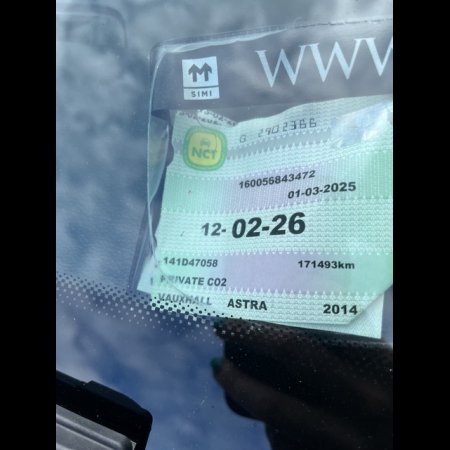 WWW
SIMI
G 2902366
NCT
160056843472
01-03-2025
12-02-26
141D47058 171493km
PRIVATE CO2
VAUXHALL ASTRA 2014